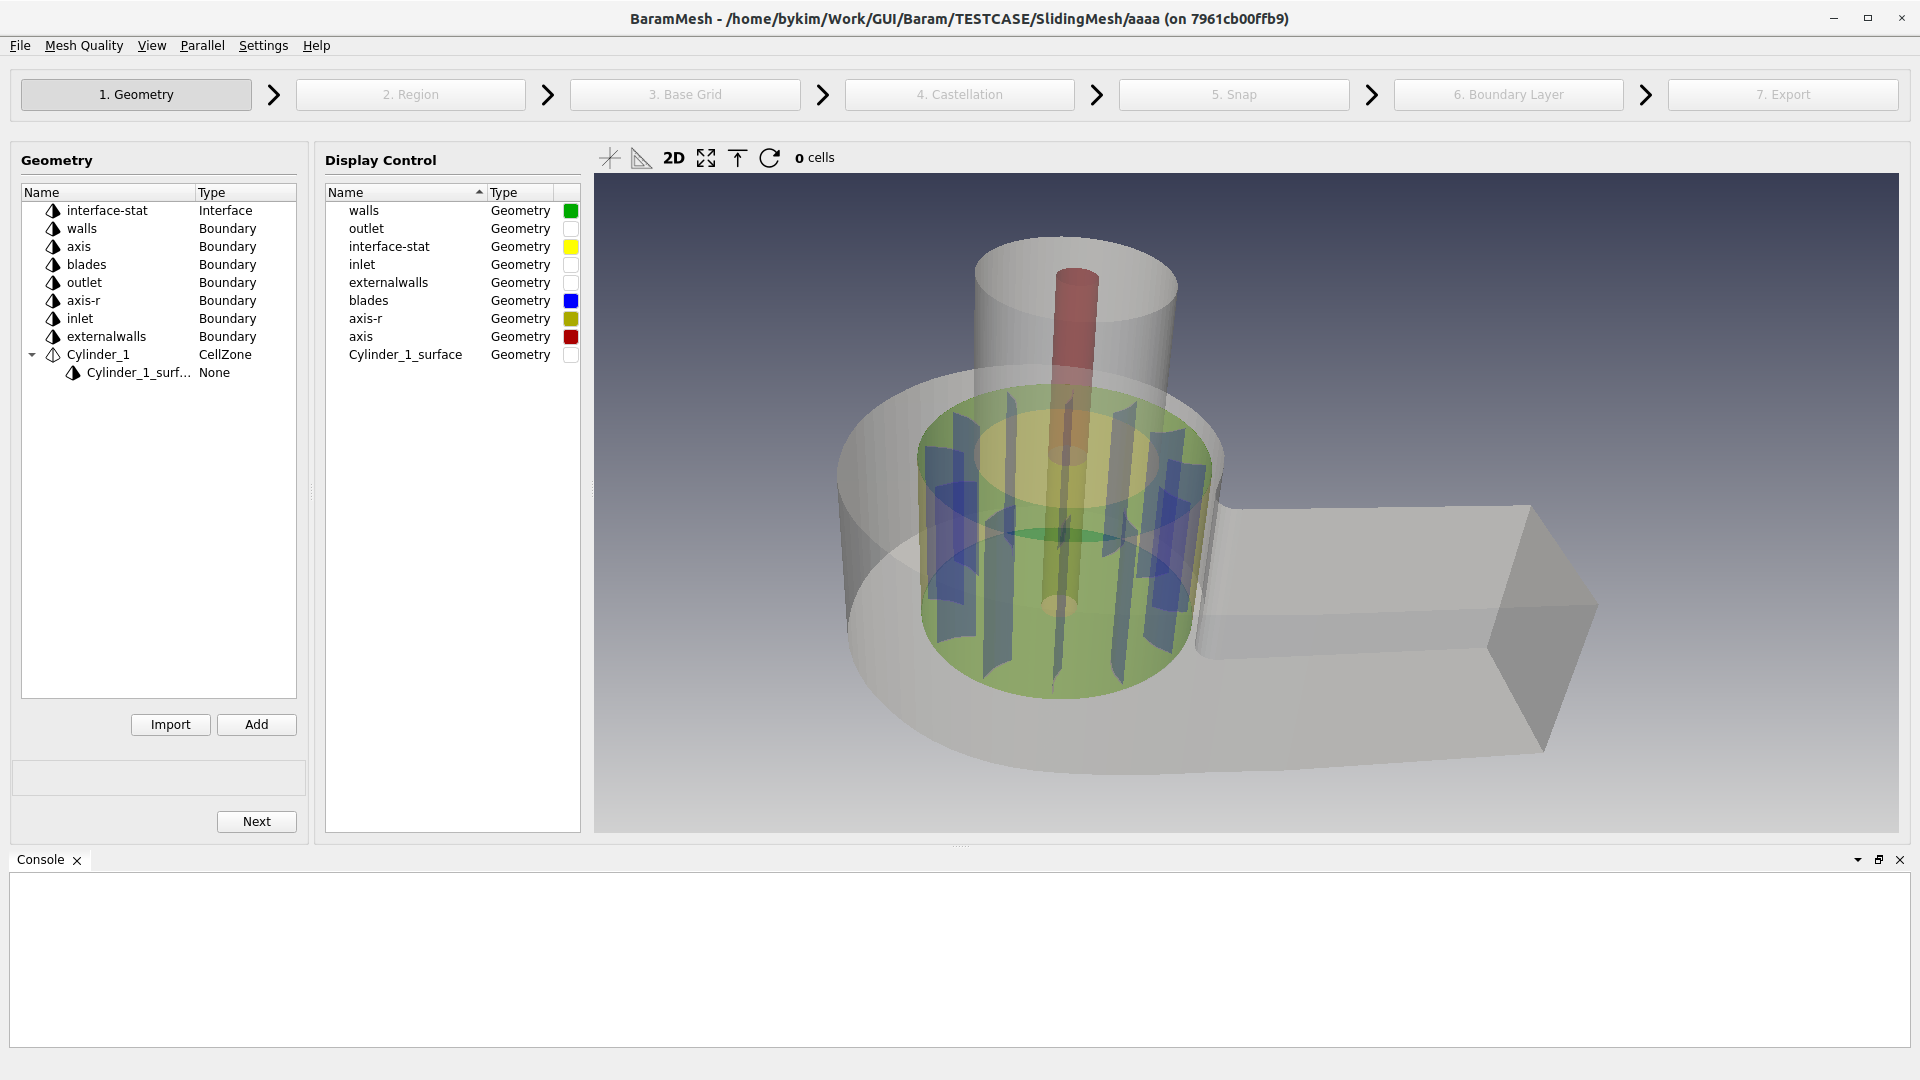 BaramMesh - /home/bykim/Work/GUI/Baram/TESTCASE/SlidingMesh/aaaa (on 7961cb00ffb9)
File Mesh Quality View Parallel Settings Help
1. Geometry 2. Region 3. Base Grid 4. Castellation 5. Snap 6. Boundary Layer 7. Export
Geometry
Name Type
interface-stat Interface
walls Boundary
axis Boundary
blades Boundary
outlet Boundary
axis-r Boundary
inlet Boundary
externalwalls Boundary
Cylinder_1 CellZone
Cylinder_1_surf... None
Import Add
Next
Display Control
Name Type
walls Geometry
outlet Geometry
interface-stat Geometry
inlet Geometry
externalwalls Geometry
blades Geometry
axis-r Geometry
axis Geometry
Cylinder_1_surface Geometry
2D 0 cells
Console